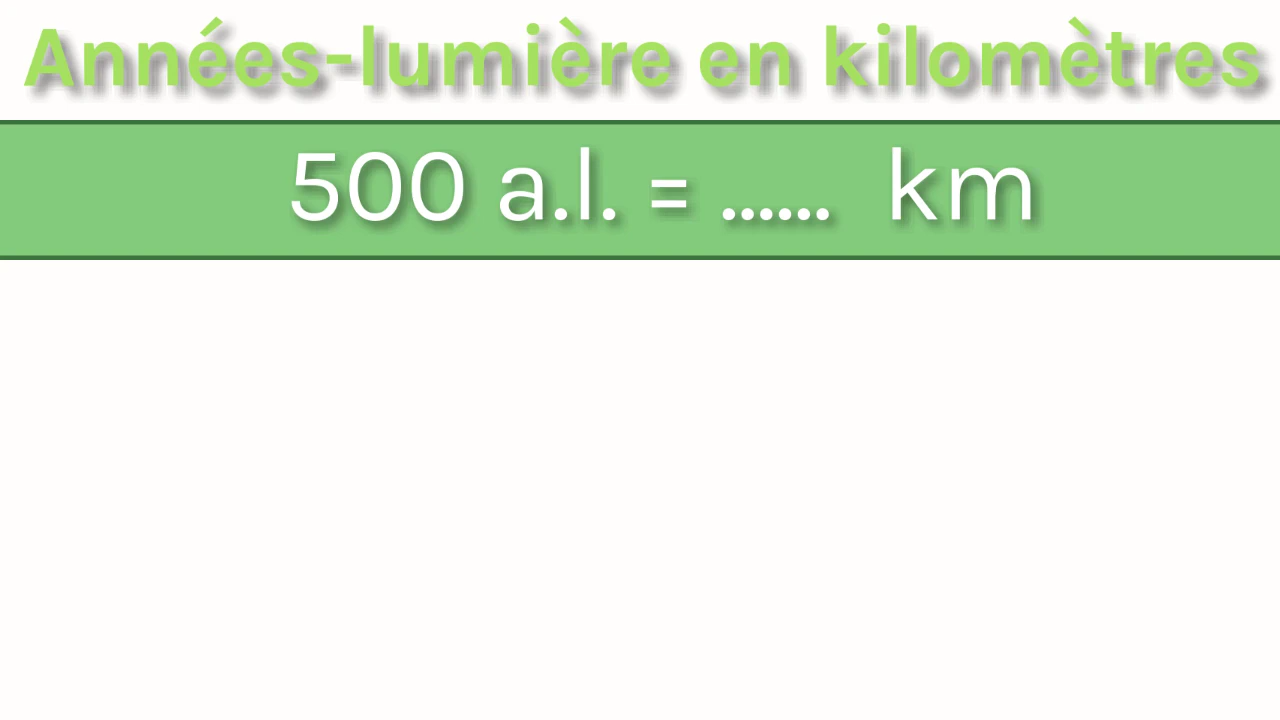 Années-lumière en kilomètres
500 a.l. = ...... km